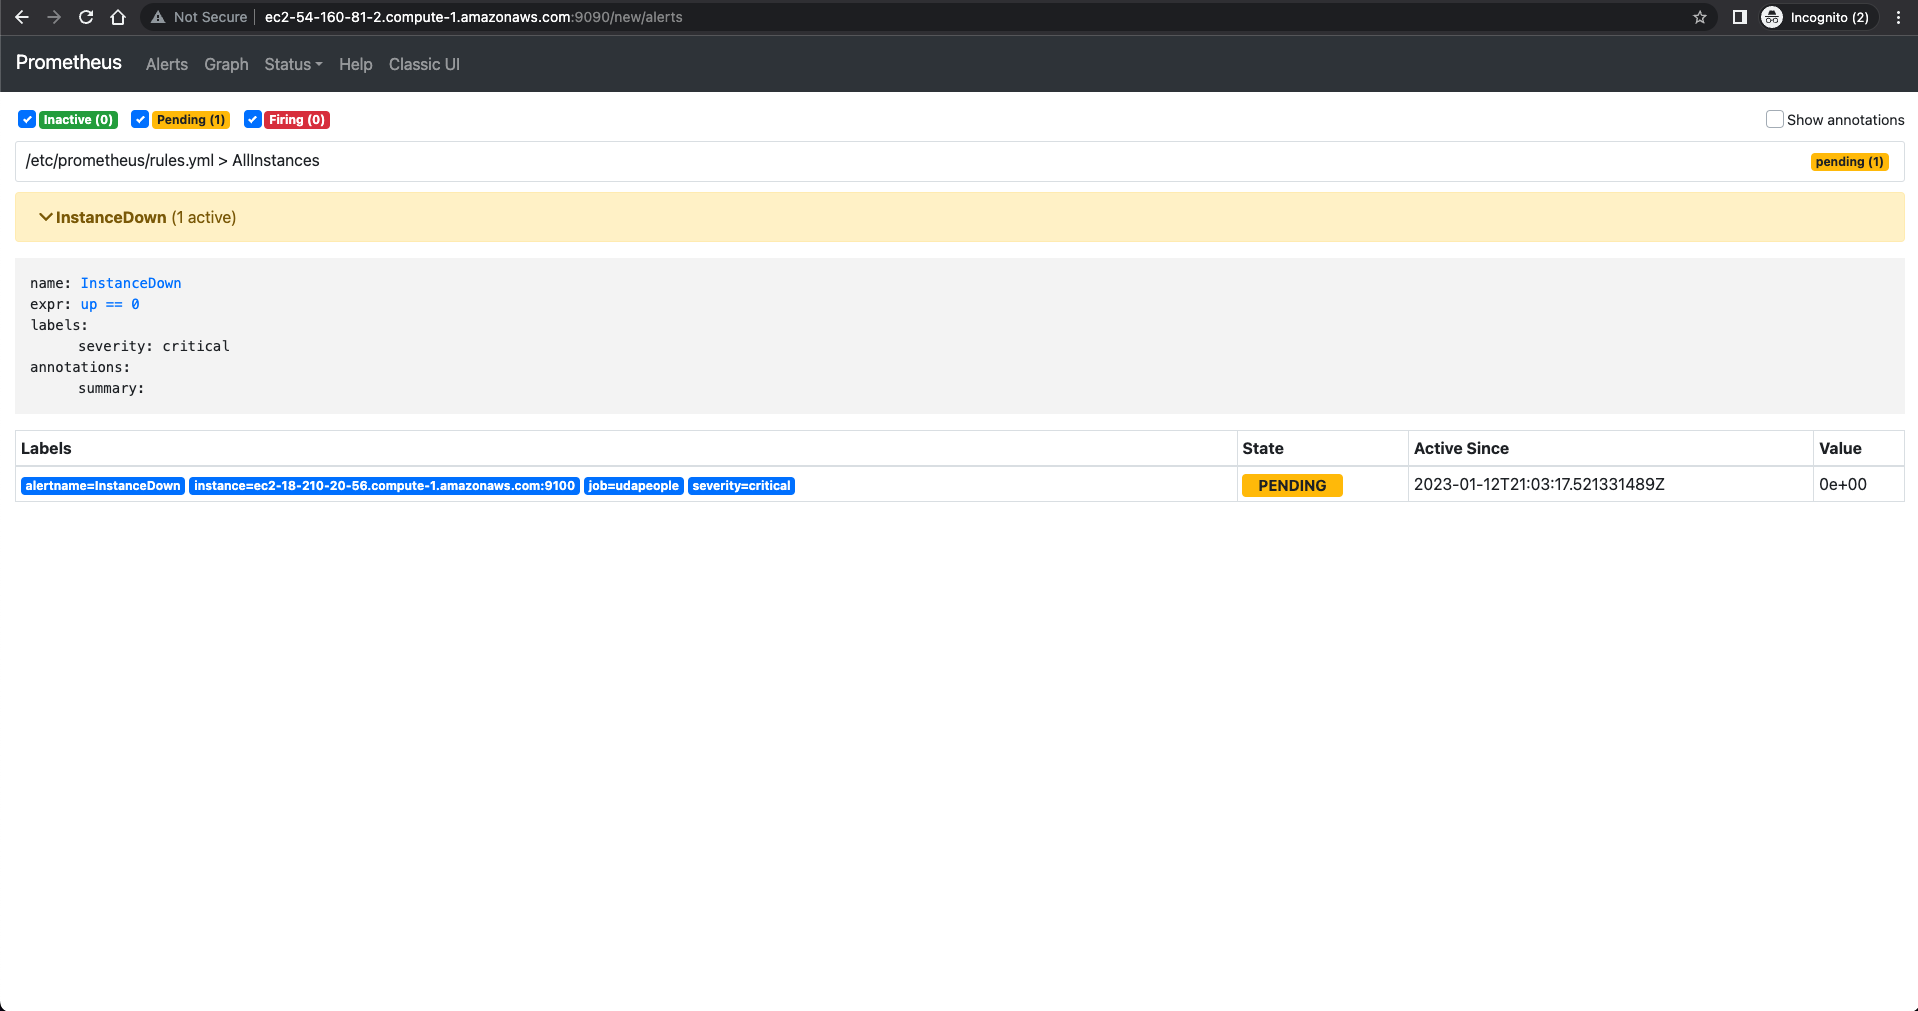 Not Secure ec2-54-160-81-2.compute-1.amazonaws.com:9090/new/alerts Incognito (2)
Prometheus Alerts Graph Status Help Classic UI
Inactive (0) Pending (1) Firing (0) Show annotations
/etc/prometheus/rules.yml > AllInstances pending (1)
InstanceDown (1 active)
name: InstanceDown
expr: up == 0
labels:
severity: critical
annotations:
summary:
Labels State Active Since Value
alertname=InstanceDown instance=ec2-18-210-20-56.compute-1.amazonaws.com:9100 job=udapeople severity=critical PENDING 2023-01-12T21:03:17.521331489Z 0e+00